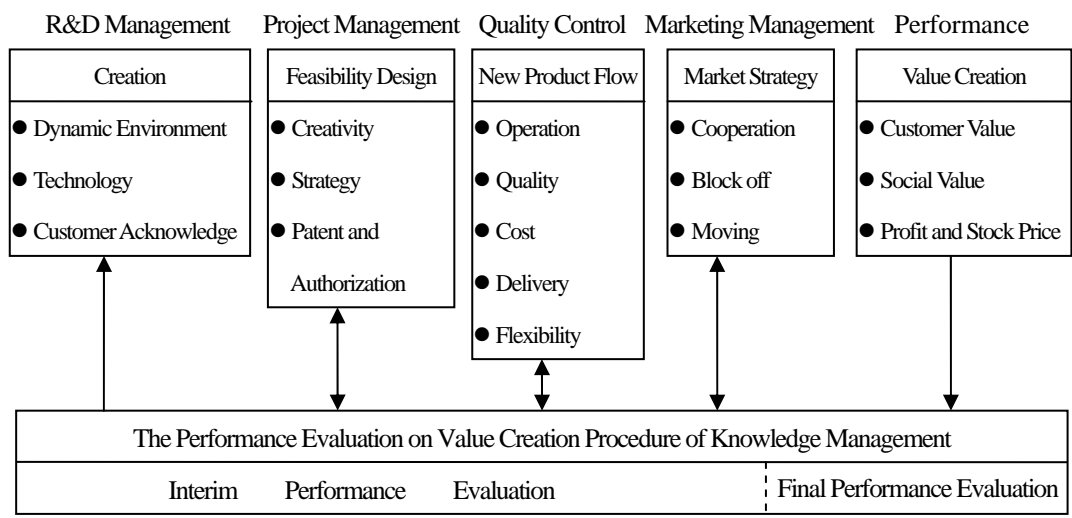 R&D Management
Project Management
Quality Control
Marketing Management
Performance
Creation
● Dynamic Environment
● Technology
● Customer Acknowledge
Feasibility Design
● Creativity
● Strategy
● Patent and
Authorization
New Product Flow
● Operation
● Quality
● Cost
● Delivery
● Flexibility
Market Strategy
● Cooperation
● Block off
● Moving
Value Creation
● Customer Value
● Social Value
● Profit and Stock Price
The Performance Evaluation on Value Creation Procedure of Knowledge Management
Interim Performance Evaluation
Final Performance Evaluation